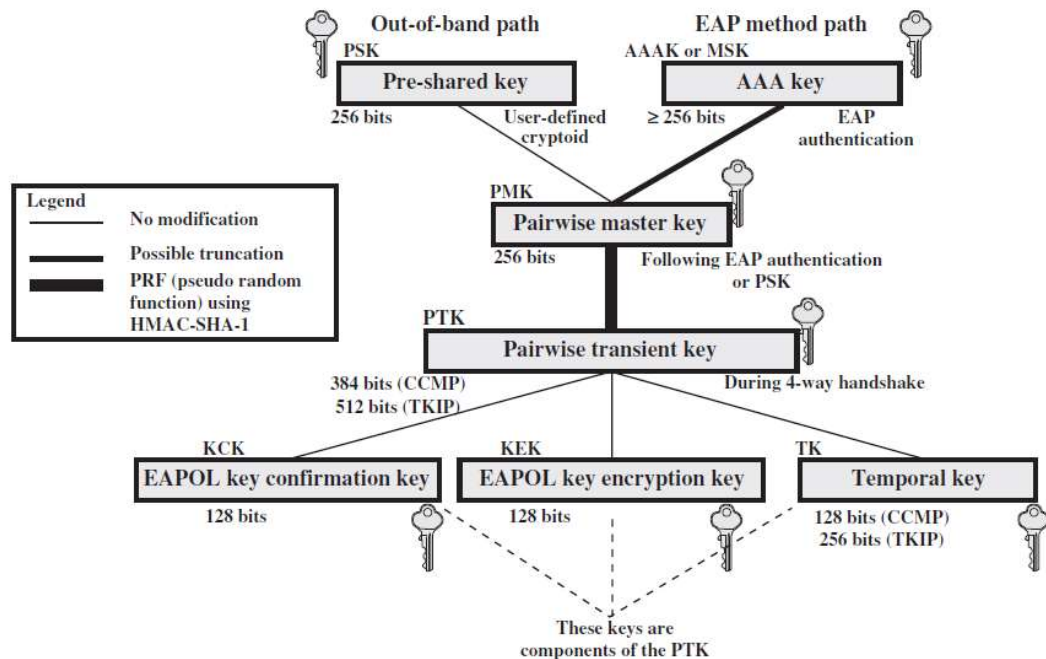 Out-of-band path
EAP method path
PSK
AAAK or MSK
Pre-shared key
AAA key
256 bits
User-defined
cryptoid
≥ 256 bits
EAP
authentication
Legend
No modification
Possible truncation
PRF (pseudo random
function) using
HMAC-SHA-1
PMK
Pairwise master key
256 bits
Following EAP authentication
or PSK
PTK
Pairwise transient key
384 bits (CCMP)
512 bits (TKIP)
During 4-way handshake
KCK
KEK
TK
EAPOL key confirmation key
EAPOL key encryption key
Temporal key
128 bits
128 bits
128 bits (CCMP)
256 bits (TKIP)
These keys are
components of the PTK